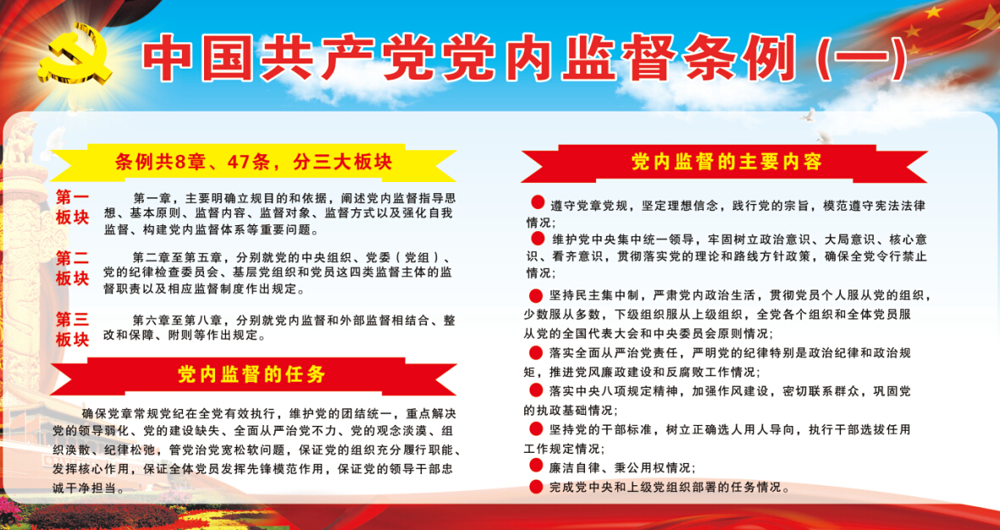 中国共产党党内监督条例（一）
条例共8章、47条，分三大板块
第一
板块
第一章，主要明确立规目的和依据，阐述党内监督指导思
想、基本原则、监督内容、监督对象、监督方式以及强化自我
监督、构建党内监督体系等重要问题。
第二
板块
第二章至第五章，分别就党的中央组织、党委（党组）、
党的纪律检查委员会、基层党组织和党员这四类监督主体的监
督职责以及相应监督制度作出规定。
第三
板块
第六章至第八章，分别就党内监督和外部监督相结合、整
改和保障、附则等作出规定。
党内监督的任务
确保党章常规党纪在全党有效执行，维护党的团结统一，重点解决
党的领导弱化、党的建设缺失、全面从严治党不力、党的观念淡漠、组
织涣散、纪律松弛，管党治党宽松软问题，保证党的组织充分履行职能、
发挥核心作用，保证全体党员发挥先锋模范作用，保证党的领导干部忠
诚干净担当。
党内监督的主要内容
遵守党章党规，坚定理想信念，践行党的宗旨，模范遵守宪法法律
情况；
维护党中央集中统一领导，牢固树立政治意识、大局意识、核心意
识、看齐意识，贯彻落实党的理论和路线方针政策，确保全党令行禁止
情况；
坚持民主集中制，严肃党内政治生活，贯彻党员个人服从党的组织，
少数服从多数，下级组织服从上级组织，全党各个组织和全体党员服
从党的全国代表大会和中央委员会原则情况；
落实全面从严治党责任，严明党的纪律特别是政治纪律和政治规
矩，推进党风廉政建设和反腐败工作情况；
落实中央八项规定精神，加强作风建设，密切联系群众，巩固党
的执政基础情况；
坚持党的干部标准，树立正确选人用人导向，执行干部选拔任用
工作规定情况；
廉洁自律、秉公用权情况；
完成党中央和上级党组织部署的任务情况。